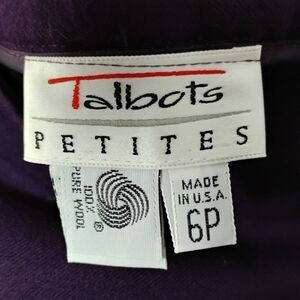 Talbots
PETITES
100%
PURE WOOL
®
MADE
IN U.S.A.
6P